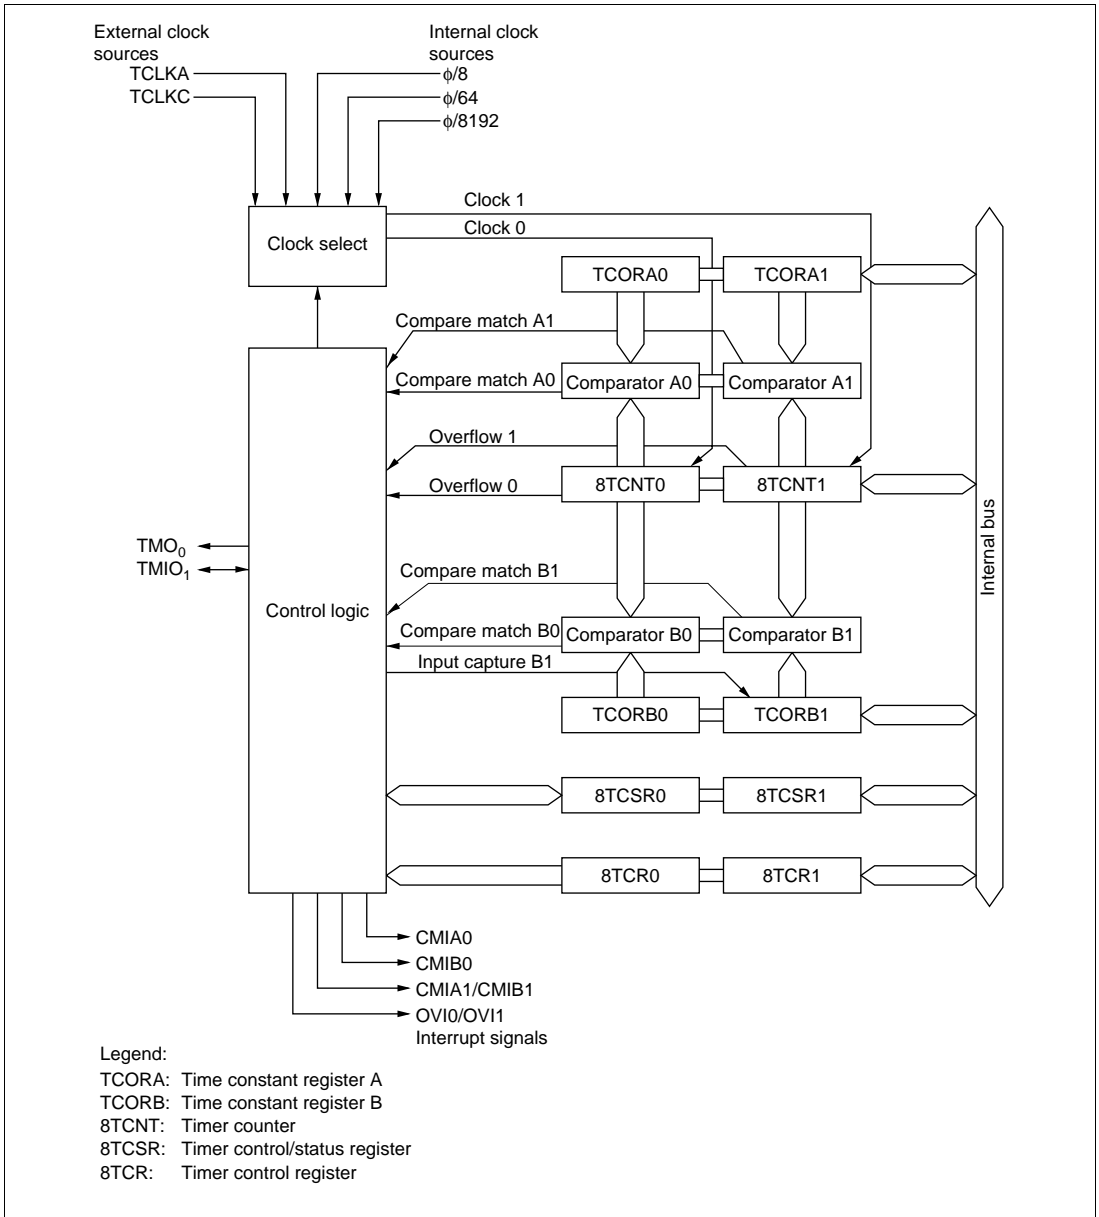 External clock
sources
TCLKA
TCLKC
Internal clock
sources
ϕ/8
ϕ/64
ϕ/8192
Clock select
Clock 1
Clock 0
TCORA0
TCORA1
Compare match A1
Compare match A0
Comparator A0
Comparator A1
Overflow 1
Overflow 0
8TCNT0
8TCNT1
Internal bus
TMO0
TMIO1
Control logic
Compare match B1
Compare match B0
Comparator B0
Comparator B1
Input capture B1
TCORB0
TCORB1
8TCSR0
8TCSR1
8TCR0
8TCR1
CMIA0
CMIB0
CMIA1/CMIB1
OVI0/OVI1
Interrupt signals
Legend:
TCORA: Time constant register A
TCORB: Time constant register B
8TCNT: Timer counter
8TCSR: Timer control/status register
8TCR: Timer control register